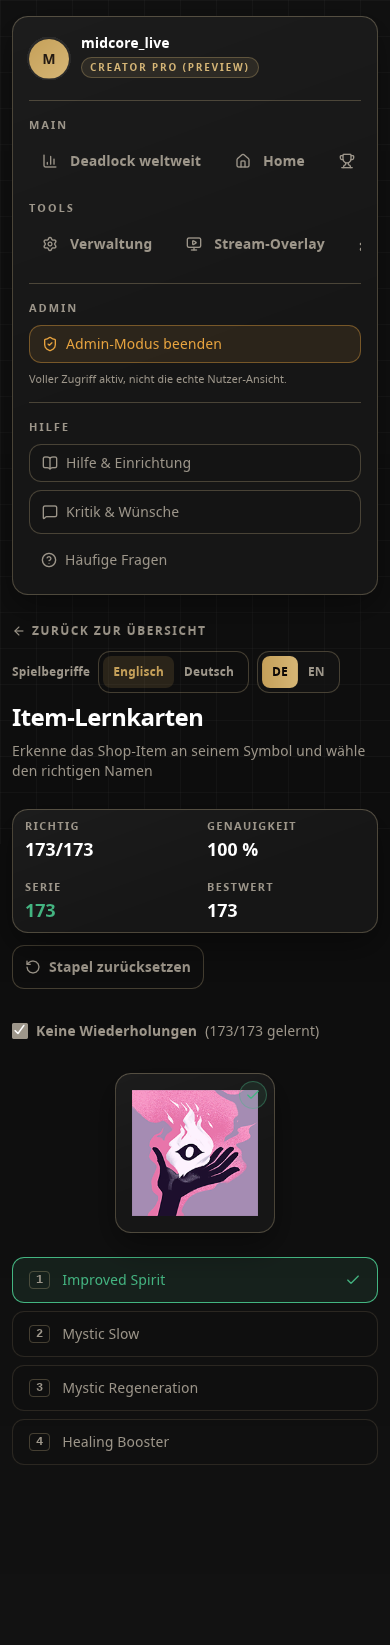 M
midcore_live
CREATOR PRO (PREVIEW)
MAIN
Deadlock weltweit
Home
TOOLS
Verwaltung
Stream-Overlay
ADMIN
Admin-Modus beenden
Voller Zugriff aktiv, nicht die echte Nutzer-Ansicht.
HILFE
Hilfe & Einrichtung
Kritik & Wünsche
Häufige Fragen
ZURÜCK ZUR ÜBERSICHT
Spielbegriffe Englisch Deutsch DE EN
Item-Lernkarten
Erkenne das Shop-Item an seinem Symbol und wähle
den richtigen Namen
RICHTIG
173/173
GENAUIGKEIT
100 %
SERIE
173
BESTWERT
173
Stapel zurücksetzen
Keine Wiederholungen (173/173 gelernt)
1 Improved Spirit
2 Mystic Slow
3 Mystic Regeneration
4 Healing Booster